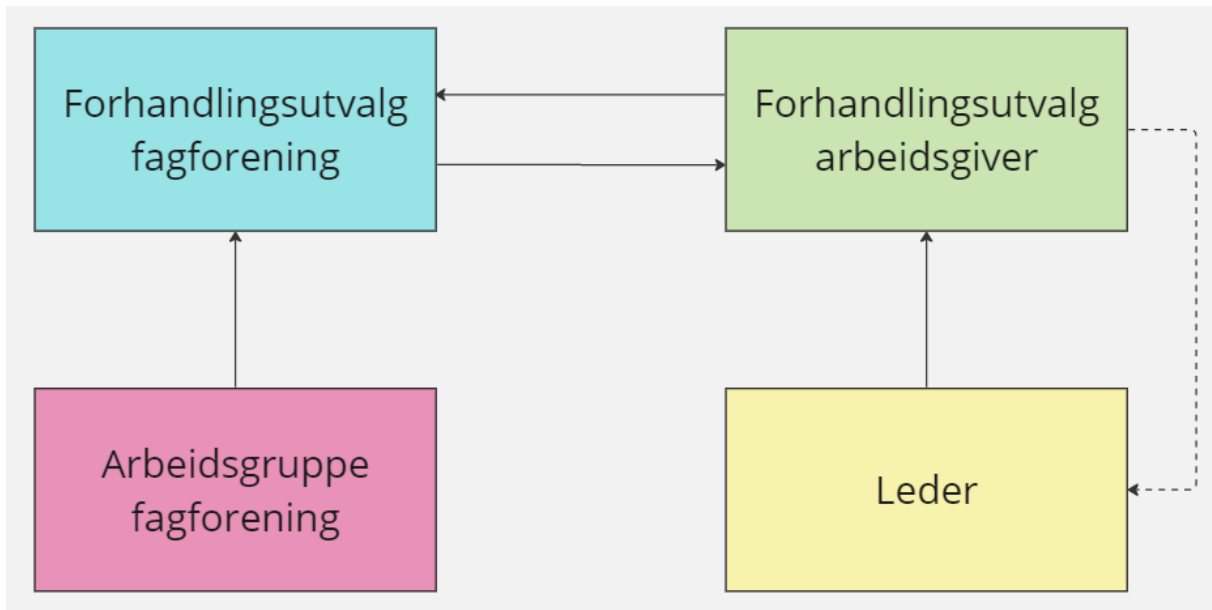 Forhandlingsutvalg
fagforening
Forhandlingsutvalg
arbeidsgiver
Arbeidsgruppe
fagforening
Leder